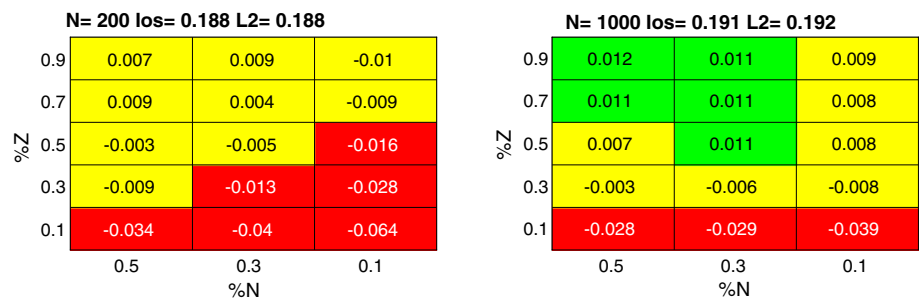 N= 200 los= 0.188 L2= 0.188
0.9 0.007 0.009 -0.01
0.7 0.009 0.004 -0.009
0.5 -0.003 -0.005 -0.016
0.3 -0.009 -0.013 -0.028
0.1 -0.034 -0.04 -0.064
%Z
0.5 0.3 0.1
%N
N= 1000 los= 0.191 L2= 0.192
0.9 0.012 0.011 0.009
0.7 0.011 0.011 0.008
0.5 0.007 0.011 0.008
0.3 -0.003 -0.006 -0.008
0.1 -0.028 -0.029 -0.039
%Z
0.5 0.3 0.1
%N